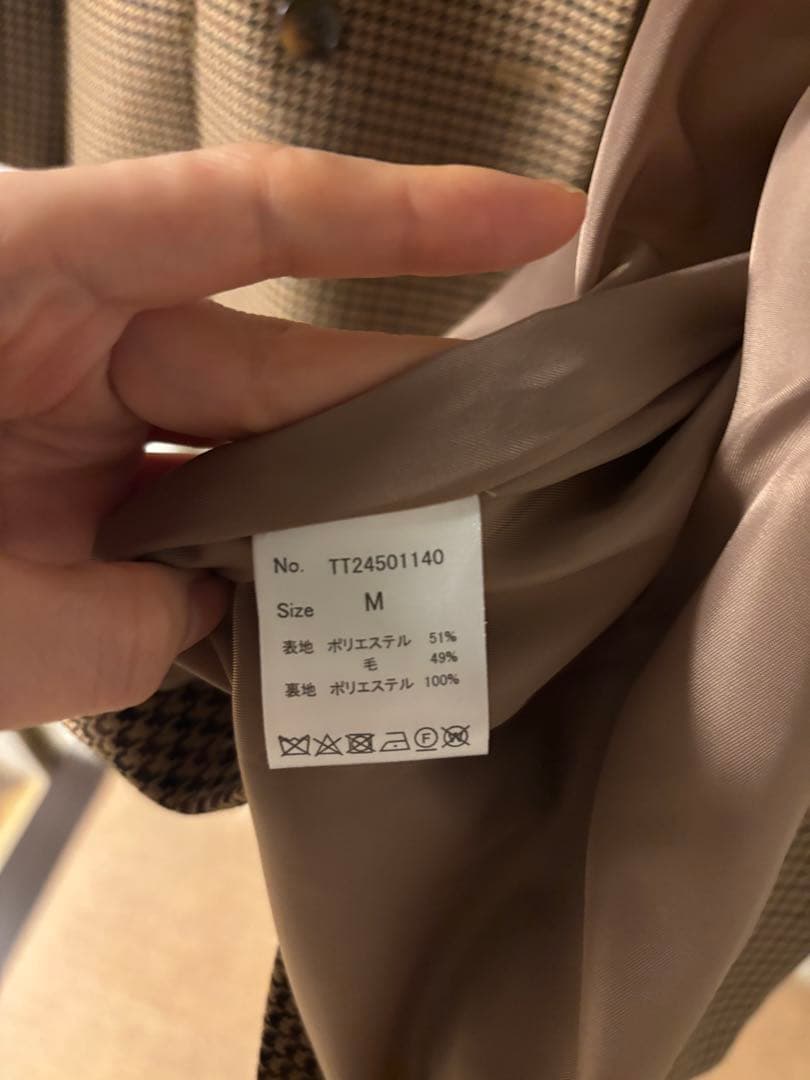 No. TT24501140
Size M
表地 ポリエステル 51%
毛 49%
裏地 ポリエステル 100%
F W